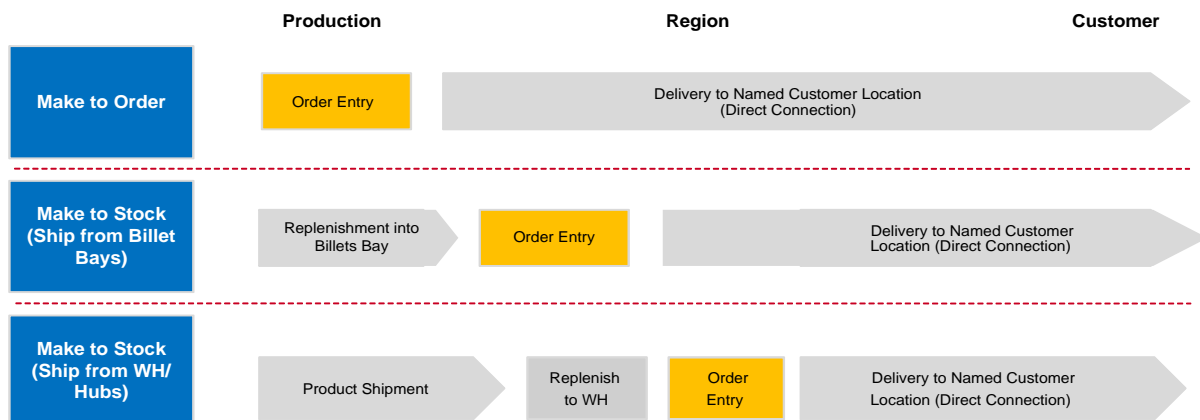 Production
Region
Customer
Make to Order
Order Entry
Delivery to Named Customer Location
(Direct Connection)
Make to Stock
(Ship from Billet
Bays)
Replenishment into
Billets Bay
Order Entry
Delivery to Named Customer
Location (Direct Connection)
Make to Stock
(Ship from WH/
Hubs)
Product Shipment
Replenish
to WH
Order
Entry
Delivery to Named Customer
Location (Direct Connection)